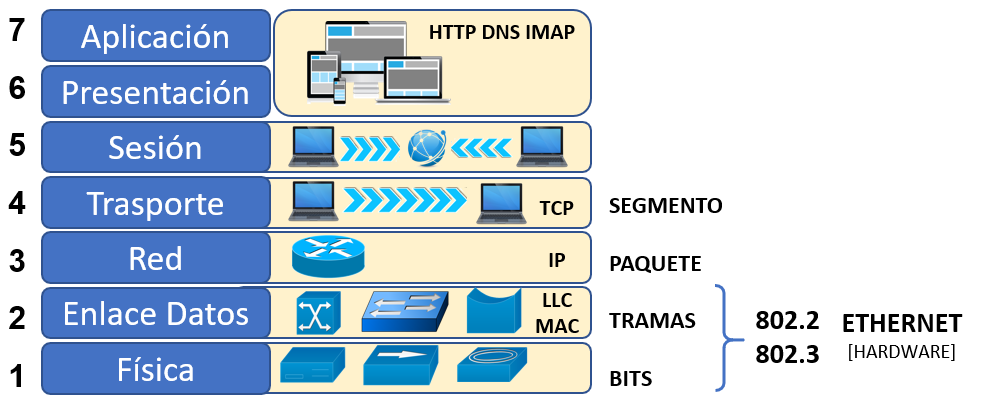 7 Aplicación HTTP DNS IMAP
6 Presentación
5 Sesión
4 Trasporte TCP SEGMENTO
3 Red IP PAQUETE
2 Enlace Datos LLC MAC TRAMAS
1 Física BITS
802.2
802.3
ETHERNET
[HARDWARE]